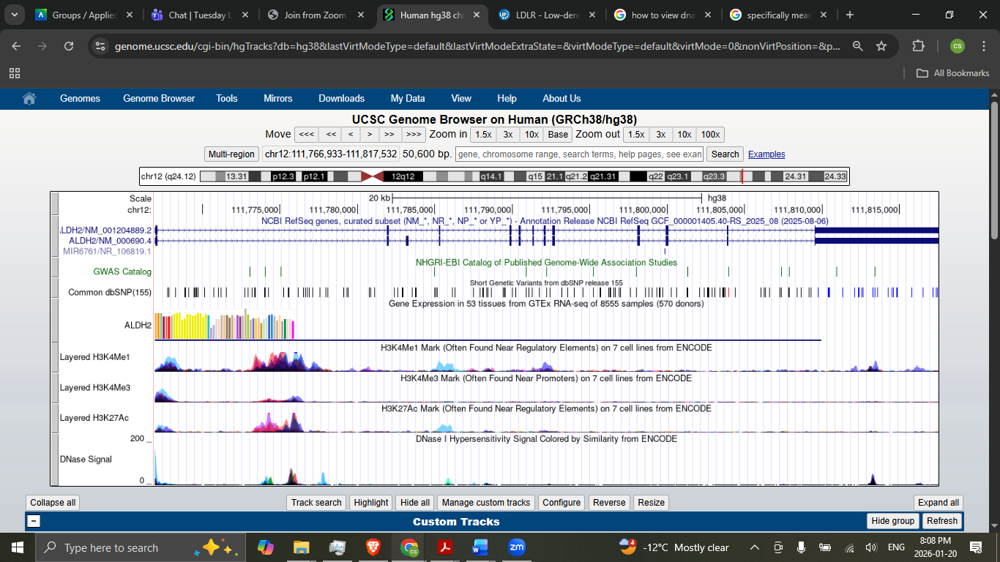 Groups / Applied
Chat | Tuesday L
Join from Zoom
Human hg38 ch
LDLR - Low-den
how to view dna
specifically mear
genome.ucsc.edu/cgi-bin/hgTracks?db=hg38&lastVirtModeType=default&lastVirtModeExtraState=&virtModeType=default&virtMode=0&nonVirtPosition=&p...
CS
All Bookmarks
Genomes Genome Browser Tools Mirrors Downloads My Data View Help About Us
UCSC Genome Browser on Human (GRCh38/hg38)
Move <<< << < > >> >>> Zoom in 1.5x 3x 10x Base Zoom out 1.5x 3x 10x 100x
Multi-region chr12:111,766,933-111,817,532 50,600 bp. gene, chromosome range, search terms, help pages, see exan Search Examples
chr12 (q24.12) 13.31 p12.3 p12.1 12q12 q14.1 q15 21.1 q21.2 q21.31 q22 q23.1 q23.3 24.31 24.33
Scale 20 kb hg38
chr12: 111,775,000 111,780,000 111,785,000 111,790,000 111,795,000 111,800,000 111,805,000 111,810,000 111,815,000
NCBI RefSeq genes, curated subset (NM_*, NR_*, NP_* or YP_*) - Annotation Release NCBI RefSeq GCF_000001405.40-RS_2025_08 (2025-08-06)
LDH2/NM_001204889.2
ALDH2/NM_000690.4
MIR6761/NR_106819.1
NHGRI-EBI Catalog of Published Genome-Wide Association Studies
GWAS Catalog
Short Genetic Variants from dbSNP release 155
Common dbSNP(155)
Gene Expression in 53 tissues from GTEx RNA-seq of 8555 samples (570 donors)
ALDH2
H3K4Me1 Mark (Often Found Near Regulatory Elements) on 7 cell lines from ENCODE
Layered H3K4Me1
H3K4Me3 Mark (Often Found Near Promoters) on 7 cell lines from ENCODE
Layered H3K4Me3
H3K27Ac Mark (Often Found Near Regulatory Elements) on 7 cell lines from ENCODE
Layered H3K27Ac
DNase I Hypersensitivity Signal Colored by Similarity from ENCODE
200 _
DNase Signal
0 _
Collapse all Track search Highlight Hide all Manage custom tracks Configure Reverse Resize Expand all
- Custom Tracks Hide group Refresh
Type here to search
CS
W
zm
4
-12°C Mostly clear
ENG
8:08 PM
2026-01-20